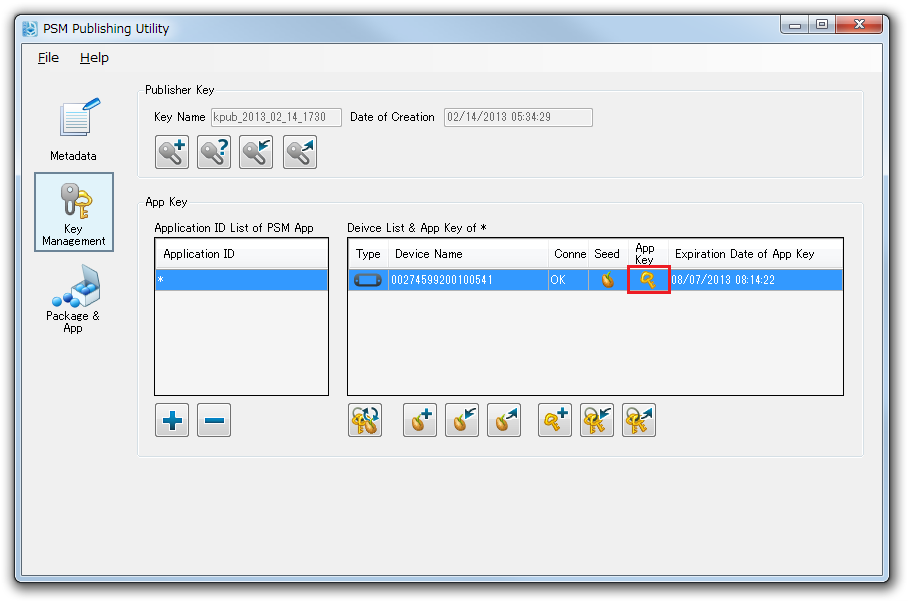 PSM Publishing Utility
File Help
Publisher Key
Key Name kpub_2013_02_14_1730 Date of Creation 02/14/2013 05:34:29
Metadata
Key
Management
Package &
App
App Key
Application ID List of PSM App
Application ID
*
Deivce List & App Key of *
Type Device Name Conne Seed App Key Expiration Date of App Key
00274599200100541 OK 08/07/2013 08:14:22